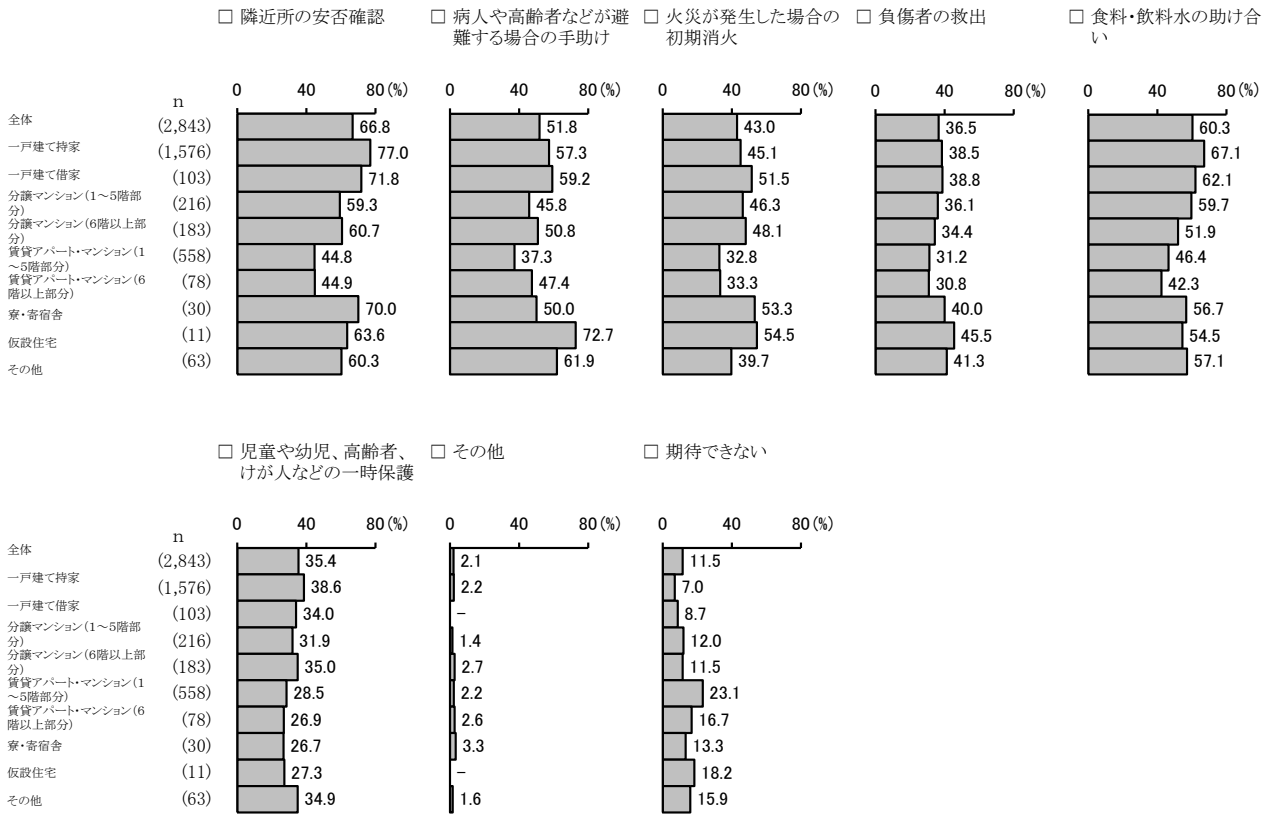 □ 隣近所の安否確認
□ 病人や高齢者などが避
難する場合の手助け
□ 火災が発生した場合の
初期消火
□ 負傷者の救出
□ 食料・飲料水の助け合
い
0 40 80(%)
0 40 80(%)
0 40 80(%)
0 40 80(%)
0 40 80(%)
n
全体 (2,843) 66.8 51.8 43.0 36.5 60.3
一戸建て持家 (1,576) 77.0 57.3 45.1 38.5 67.1
一戸建て借家 (103) 71.8 59.2 51.5 38.8 62.1
分譲マンション(1～5階部
分) (216) 59.3 45.8 46.3 36.1 59.7
分譲マンション(6階以上部
分) (183) 60.7 50.8 48.1 34.4 51.9
賃貸アパート・マンション(1
～5階部分) (558) 44.8 37.3 32.8 31.2 46.4
賃貸アパート・マンション(6
階以上部分) (78) 44.9 47.4 33.3 30.8 42.3
寮・寄宿舎 (30) 70.0 50.0 53.3 40.0 56.7
仮設住宅 (11) 63.6 72.7 54.5 45.5 54.5
その他 (63) 60.3 61.9 39.7 41.3 57.1
□ 児童や幼児、高齢者、
けが人などの一時保護
□ その他
□ 期待できない
0 40 80(%)
0 40 80(%)
0 40 80(%)
n
全体 (2,843) 35.4 2.1 11.5
一戸建て持家 (1,576) 38.6 2.2 7.0
一戸建て借家 (103) 34.0 － 8.7
分譲マンション(1～5階部
分) (216) 31.9 1.4 12.0
分譲マンション(6階以上部
分) (183) 35.0 2.7 11.5
賃貸アパート・マンション(1
～5階部分) (558) 28.5 2.2 23.1
賃貸アパート・マンション(6
階以上部分) (78) 26.9 2.6 16.7
寮・寄宿舎 (30) 26.7 3.3 13.3
仮設住宅 (11) 27.3 － 18.2
その他 (63) 34.9 1.6 15.9